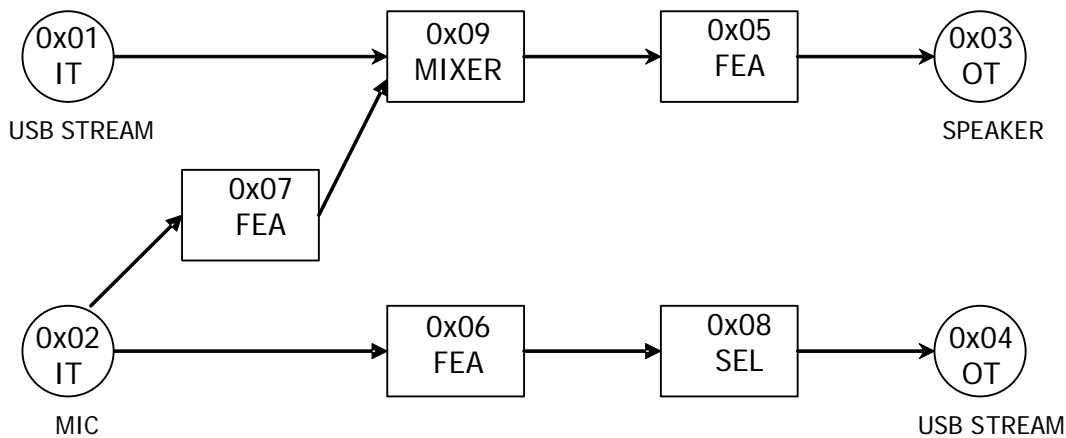 0x01
IT
USB STREAM
0x09
MIXER
0x05
FEA
0x03
OT
SPEAKER
0x07
FEA
0x02
IT
MIC
0x06
FEA
0x08
SEL
0x04
OT
USB STREAM